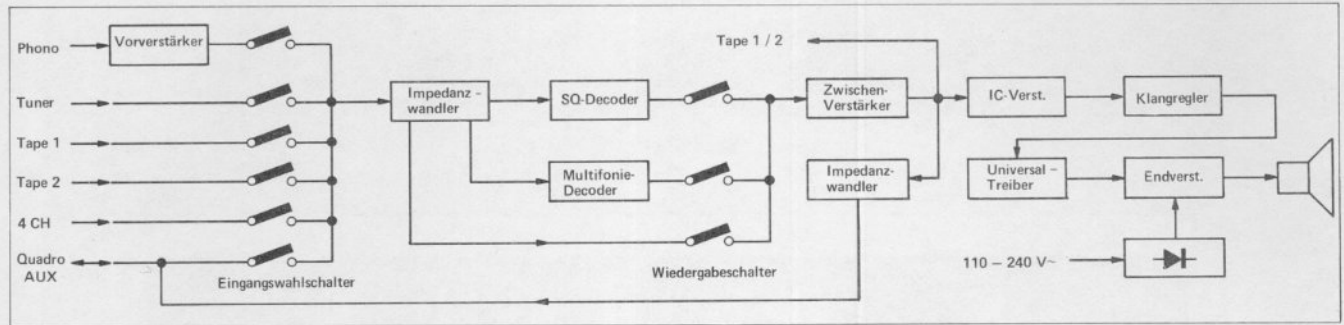 Phono
Vorverstärker
Tuner
Tape 1
Tape 2
4 CH
Quadro
AUX
Eingangswahlschalter
Impedanz -
wandler
SQ-Decoder
Multifonie-
Decoder
Wiedergabeschalter
Tape 1 / 2
Zwischen-
Verstärker
Impedanz-
wandler
IC-Verst.
Klangregler
Universal -
Treiber
Endverst.
110 – 240 V~